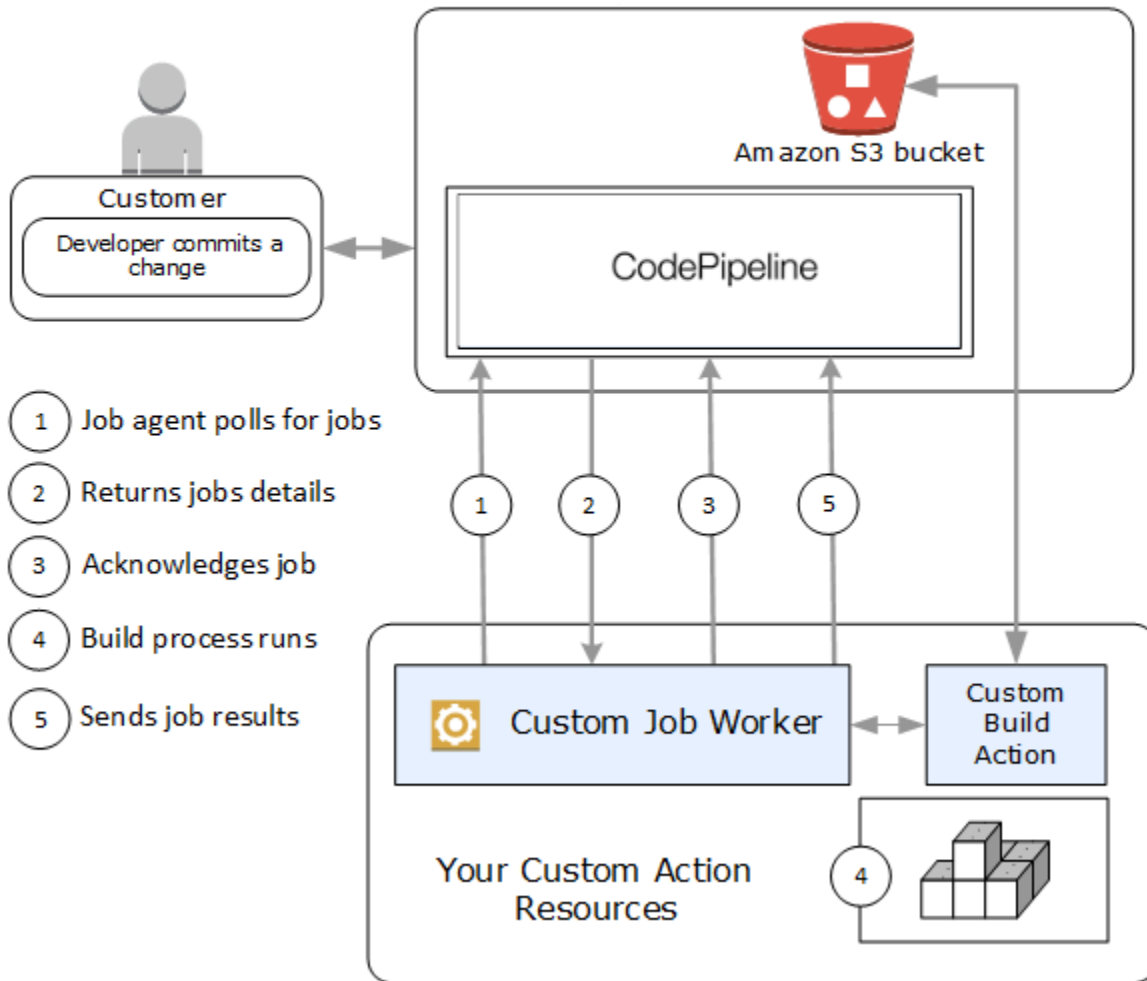 Amazon S3 bucket
Customer
Developer commits a
change
CodePipeline
1 Job agent polls for jobs
2 Returns jobs details
3 Acknowledges job
4 Build process runs
5 Sends job results
1
2
3
5
Custom Job Worker
Custom
Build
Action
Your Custom Action
Resources
4